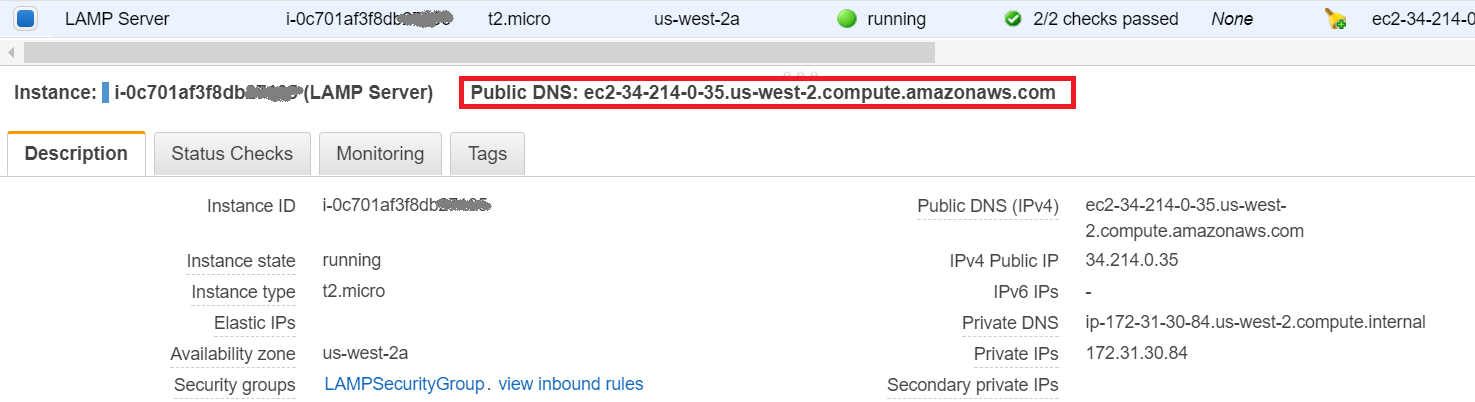 LAMP Server i-0c701af3f8db t2.micro us-west-2a running 2/2 checks passed None ec2-34-214-0
Instance: i-0c701af3f8db (LAMP Server) Public DNS: ec2-34-214-0-35.us-west-2.compute.amazonaws.com
Description Status Checks Monitoring Tags
Instance ID i-0c701af3f8db Public DNS (IPv4) ec2-34-214-0-35.us-west-
2.compute.amazonaws.com
Instance state running IPv4 Public IP 34.214.0.35
Instance type t2.micro IPv6 IPs -
Elastic IPs Private DNS ip-172-31-30-84.us-west-2.compute.internal
Availability zone us-west-2a Private IPs 172.31.30.84
Security groups LAMPSecurityGroup. view inbound rules Secondary private IPs